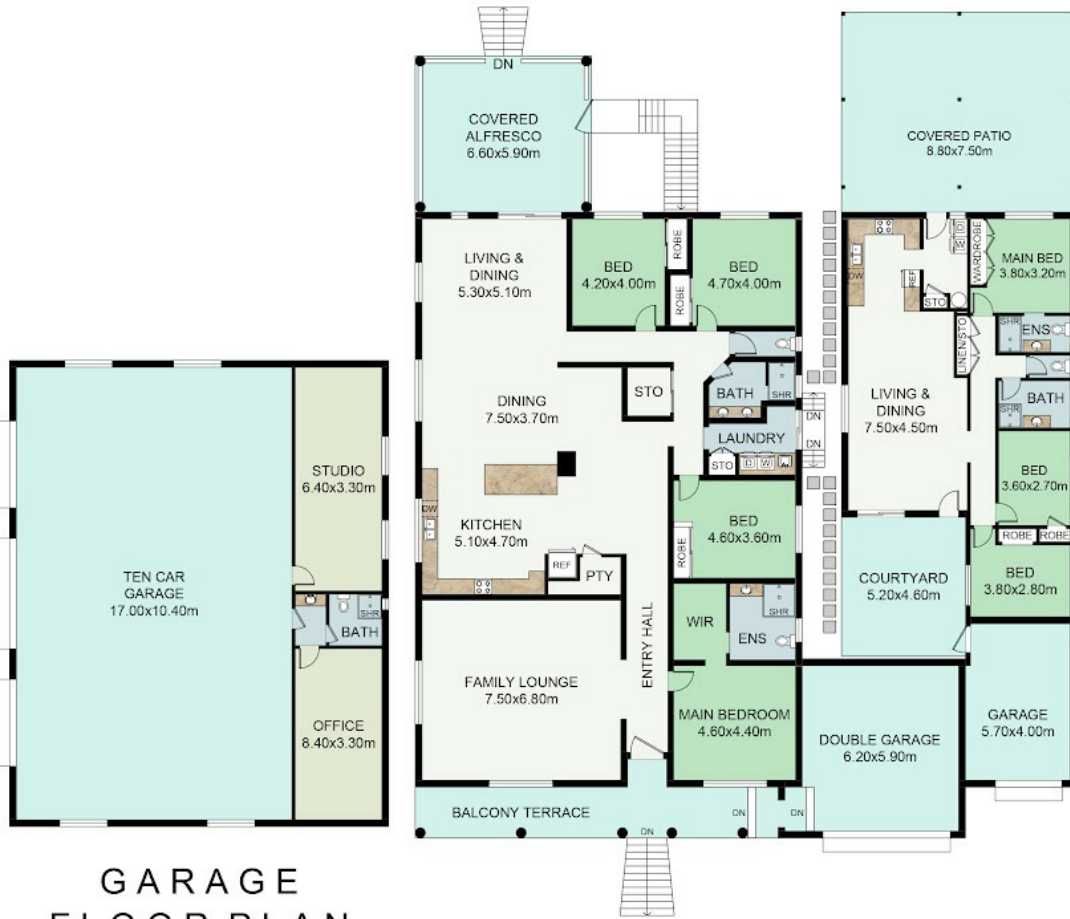 DN
COVERED
ALFRESCO
6.60x5.90m
COVERED PATIO
8.80x7.50m
LIVING &
DINING
5.30x5.10m
BED
4.20x4.00m
ROBE
ROBE
BED
4.70x4.00m
DW
REF
D
W
STO
WARDROBE
MAIN BED
3.80x3.20m
LINEN/STO
SHR
ENS
BATH
SHR
LIVING &
DINING
7.50x4.50m
DINING
7.50x3.70m
STO
BATH
SHR
LAUNDRY
STO
D
W
DN
DN
BED
3.60x2.70m
ROBE
ROBE
BED
3.80x2.80m
STUDIO
6.40x3.30m
DW
KITCHEN
5.10x4.70m
REF
PTY
BED
4.60x3.60m
ROBE
COURTYARD
5.20x4.60m
TEN CAR
GARAGE
17.00x10.40m
SHR
BATH
WIR
SHR
ENS
ENTRY HALL
FAMILY LOUNGE
7.50x6.80m
MAIN BEDROOM
4.60x4.40m
OFFICE
8.40x3.30m
DOUBLE GARAGE
6.20x5.90m
GARAGE
5.70x4.00m
BALCONY TERRACE
DN
DN
DN
GARAGE
FLOOR PLAN